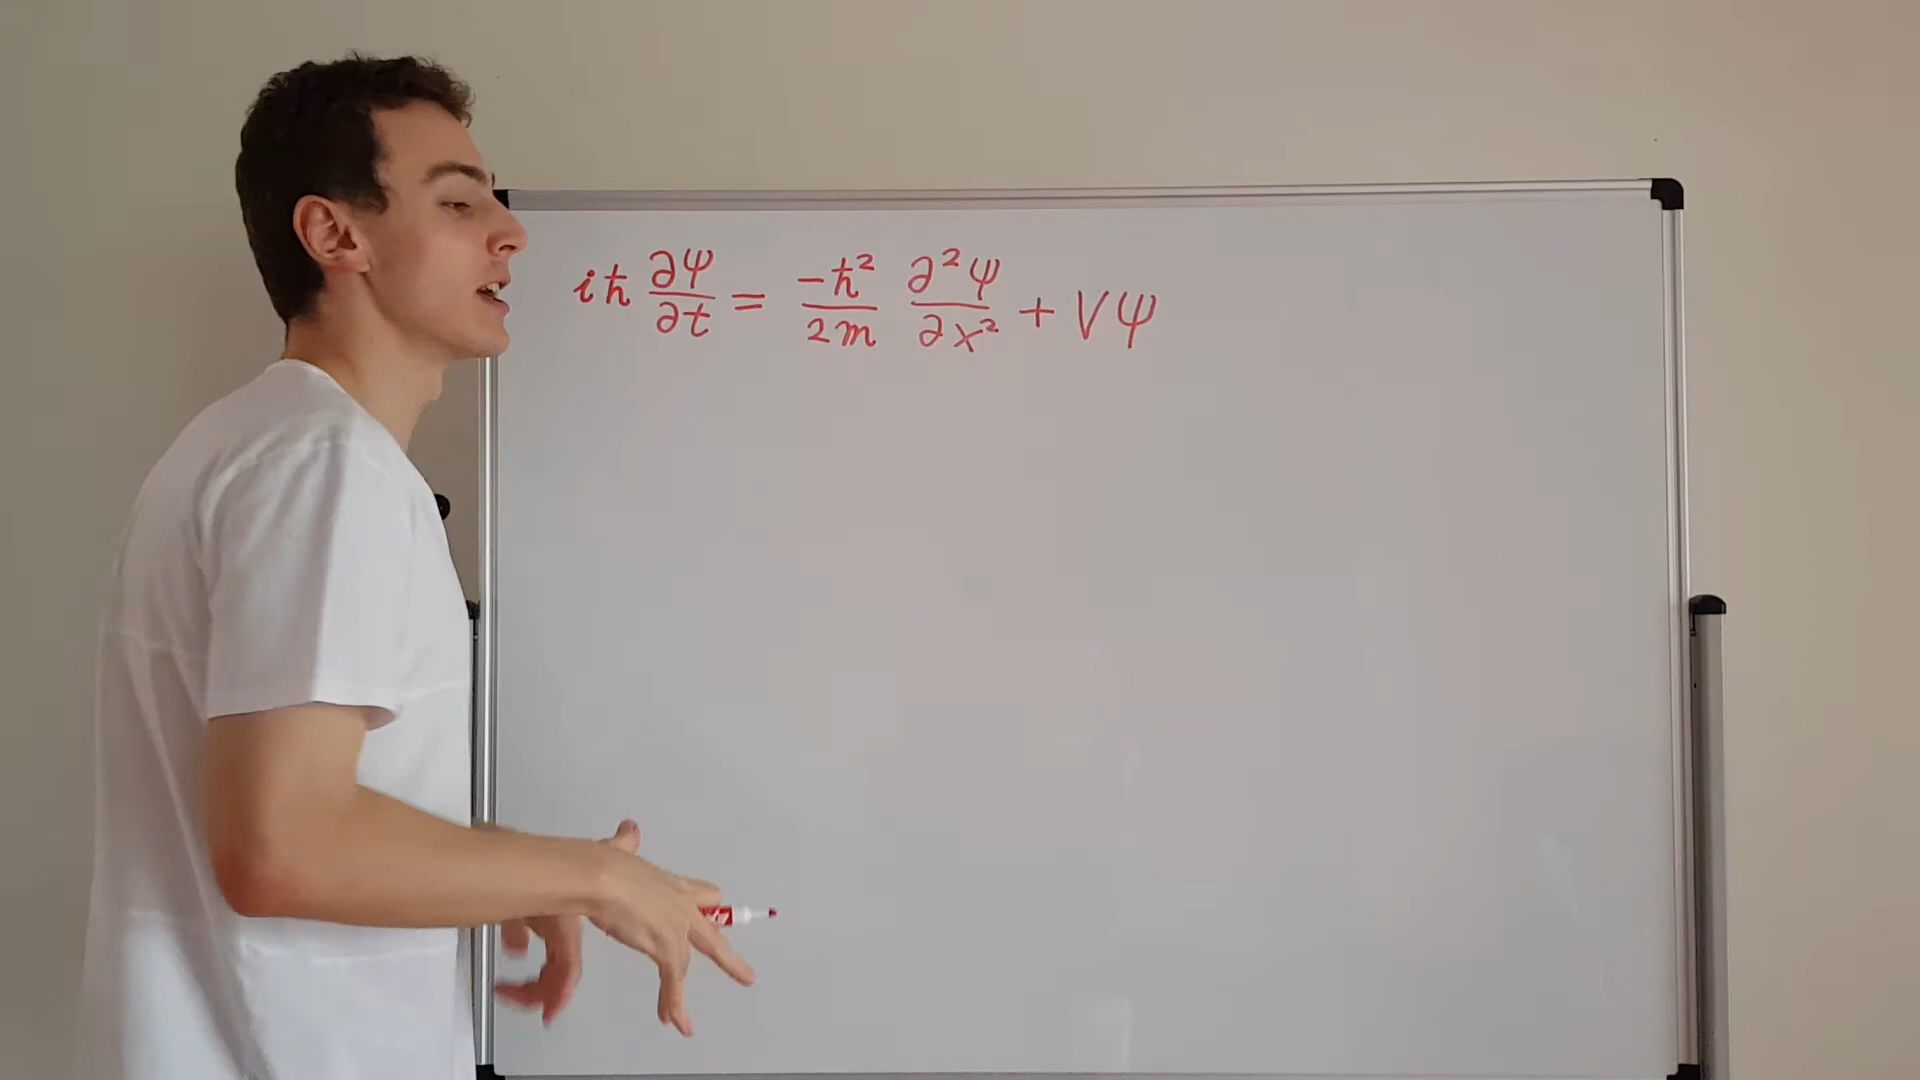 iℏ ∂ψ/∂t = -ℏ²/2m ∂²ψ/∂x² + Vψ